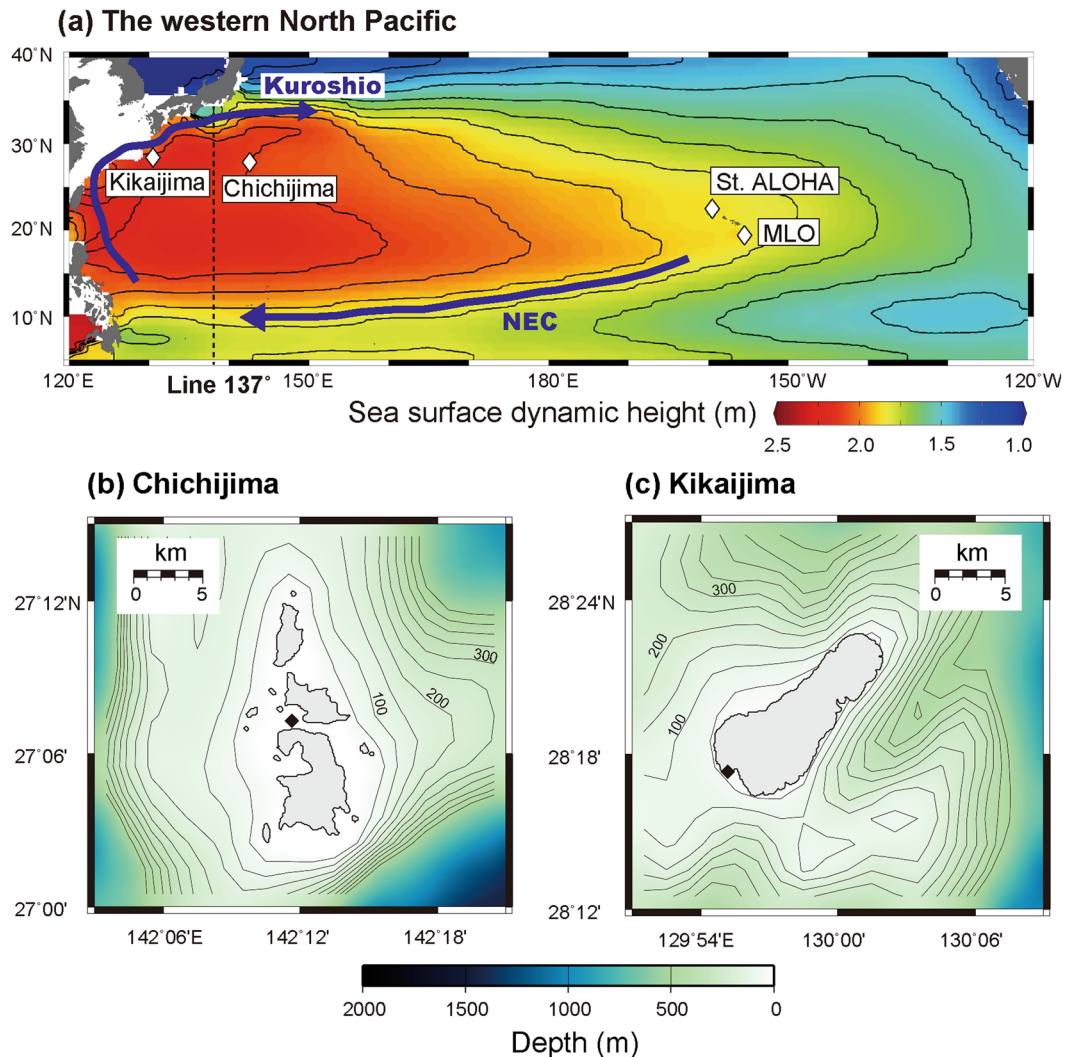 (a) The western North Pacific
40˚N
30˚N
20˚N
10˚N
Kuroshio
Kikaijima
Chichijima
St. ALOHA
MLO
NEC
120˚E
Line 137˚
150˚E
180˚E
150˚W
120˚W
Sea surface dynamic height (m)
2.5
2.0
1.5
1.0
(b) Chichijima
km
0
5
27˚12'N
27˚06'
27˚00'
300
200
100
142˚06'E
142˚12'
142˚18'
(c) Kikaijima
km
0
5
28˚24'N
28˚18'
28˚12'
300
200
100
129˚54'E
130˚00'
130˚06'
2000
1500
1000
500
0
Depth (m)